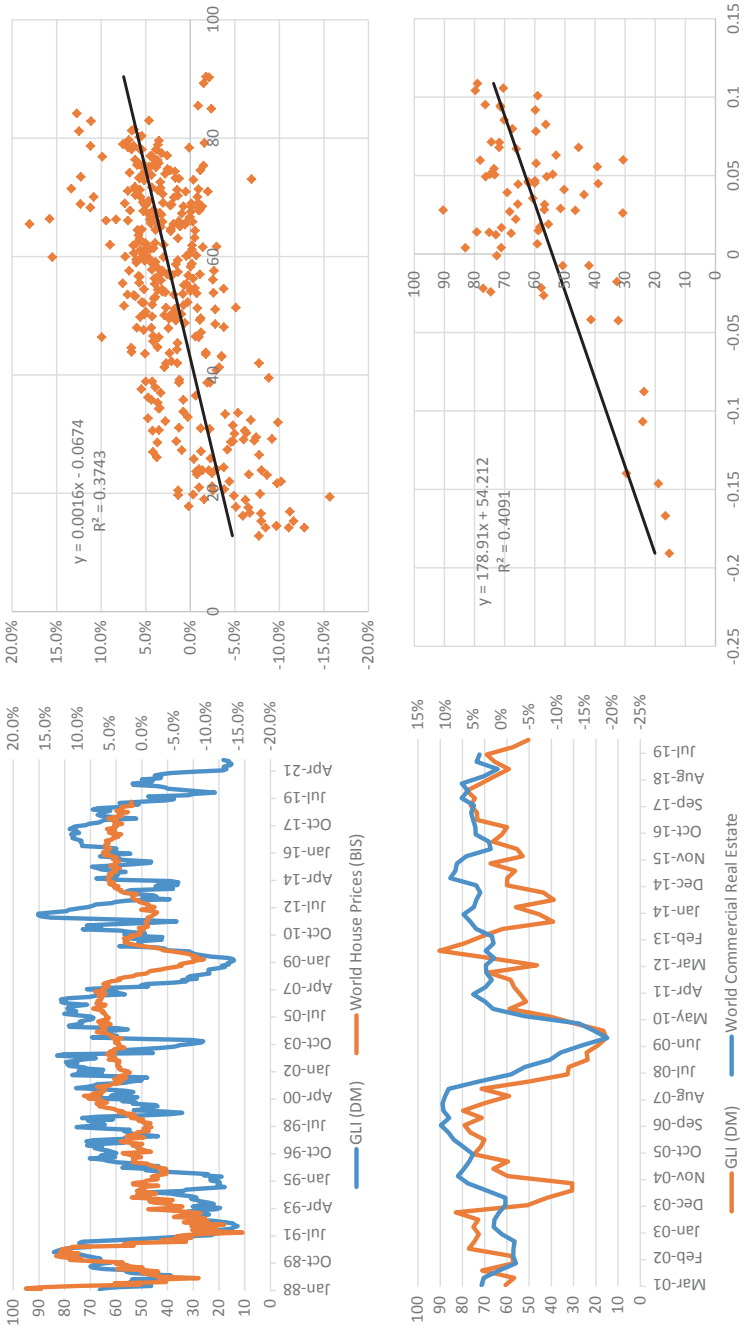 100
90
80
70
60
50
40
30
20
10
0
20.0%
15.0%
10.0%
5.0%
0.0%
-5.0%
-10.0%
-15.0%
-20.0%
Jan-88
Oct-89
Jul-91
Apr-93
Jan-95
Oct-96
Jul-98
Apr-00
Jan-02
Oct-03
Jul-05
Apr-07
Jan-09
Oct-10
Jul-12
Apr-14
Jan-16
Oct-17
Jul-19
Apr-21
GLI (DM)
World House Prices (BIS)
20.0%
15.0%
10.0%
5.0%
0.0%
-5.0%
-10.0%
-15.0%
-20.0%
0
20
40
60
80
100
y = 0.0016x - 0.0674
R² = 0.3743
100
90
80
70
60
50
40
30
20
10
0
15%
10%
5%
0%
-5%
-10%
-15%
-20%
-25%
Mar-01
Feb-02
Jan-03
Dec-03
Nov-04
Oct-05
Sep-06
Aug-07
Jul-08
Jun-09
May-10
Apr-11
Mar-12
Feb-13
Jan-14
Dec-14
Nov-15
Oct-16
Sep-17
Aug-18
Jul-19
GLI (DM)
World Commercial Real Estate
100
90
80
70
60
50
40
30
20
10
0
-0.25
-0.2
-0.15
-0.1
-0.05
0
0.05
0.1
0.15
y = 178.91x + 54.212
R² = 0.4091